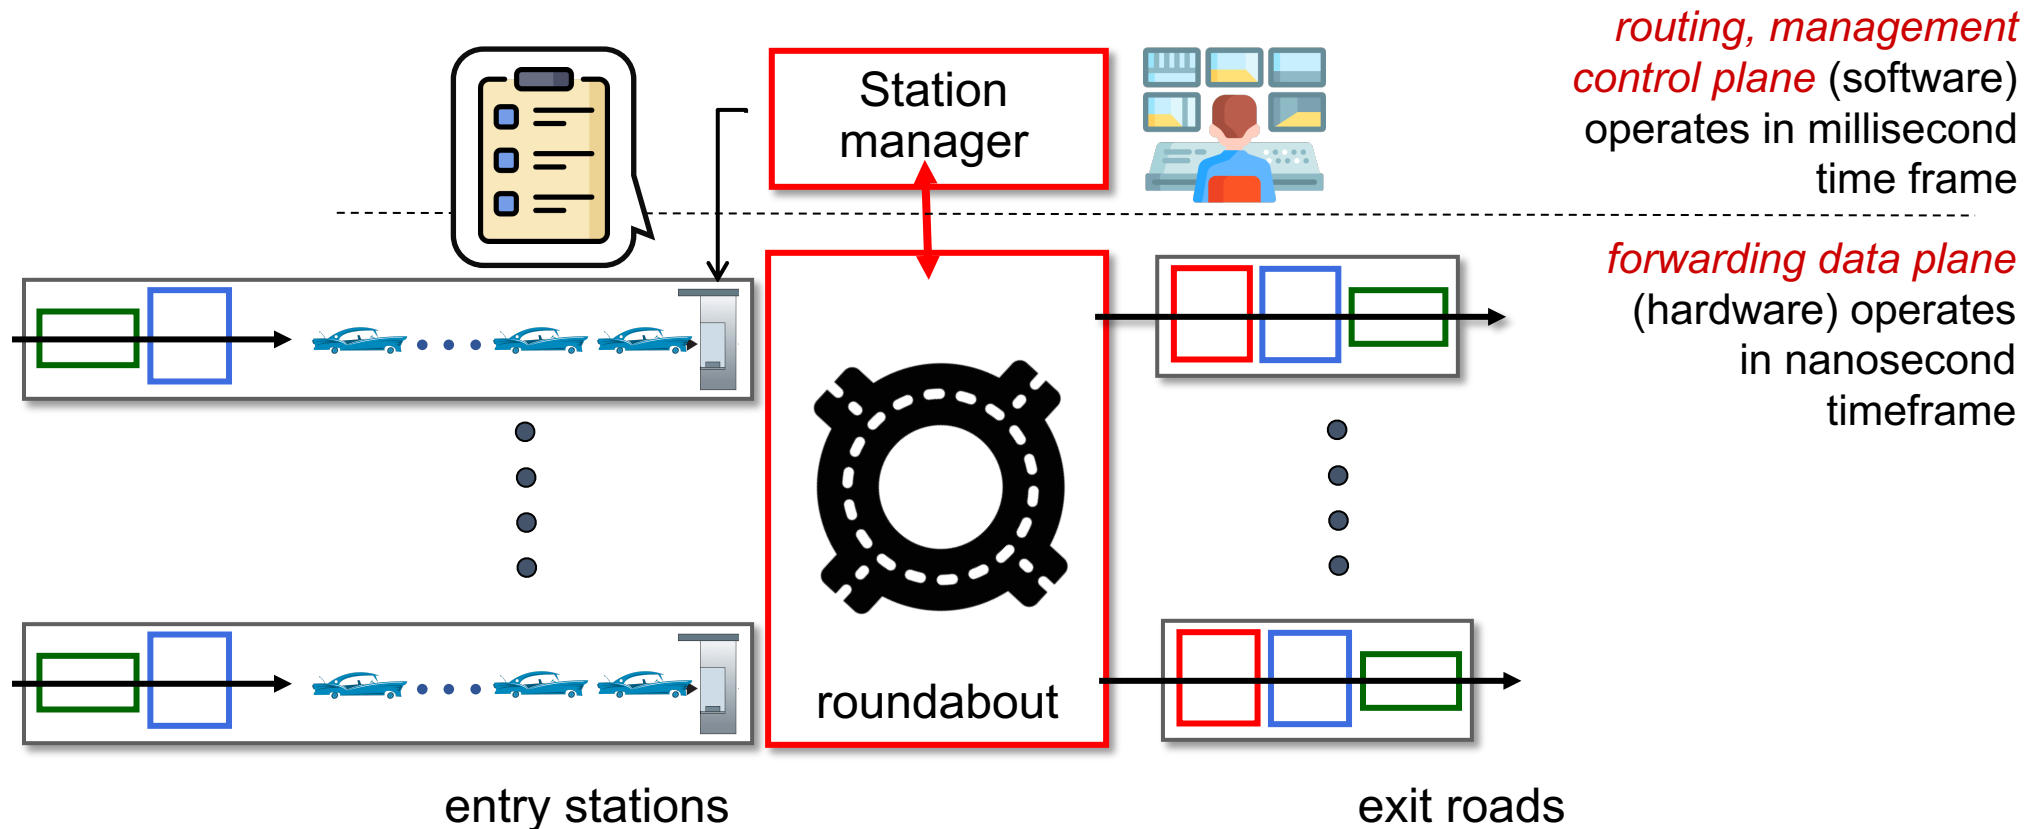 routing, management
control plane (software)
operates in millisecond
time frame
Station
manager
forwarding data plane
(hardware) operates
in nanosecond
timeframe
roundabout
entry stations
exit roads